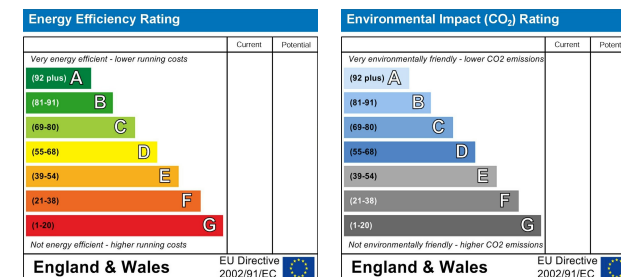 Energy Efficiency Rating
Current Potential
Very energy efficient - lower running costs
(92 plus) A
(81-91) B
(69-80) C
(55-68) D
(39-54) E
(21-38) F
(1-20) G
Not energy efficient - higher running costs
England & Wales
EU Directive
2002/91/EC
Environmental Impact (CO₂) Rating
Current Potent
Very environmentally friendly - lower CO2 emissions
(92 plus) A
(81-91) B
(69-80) C
(55-68) D
(39-54) E
(21-38) F
(1-20) G
Not environmentally friendly - higher CO2 emissions
England & Wales
EU Directive
2002/91/EC